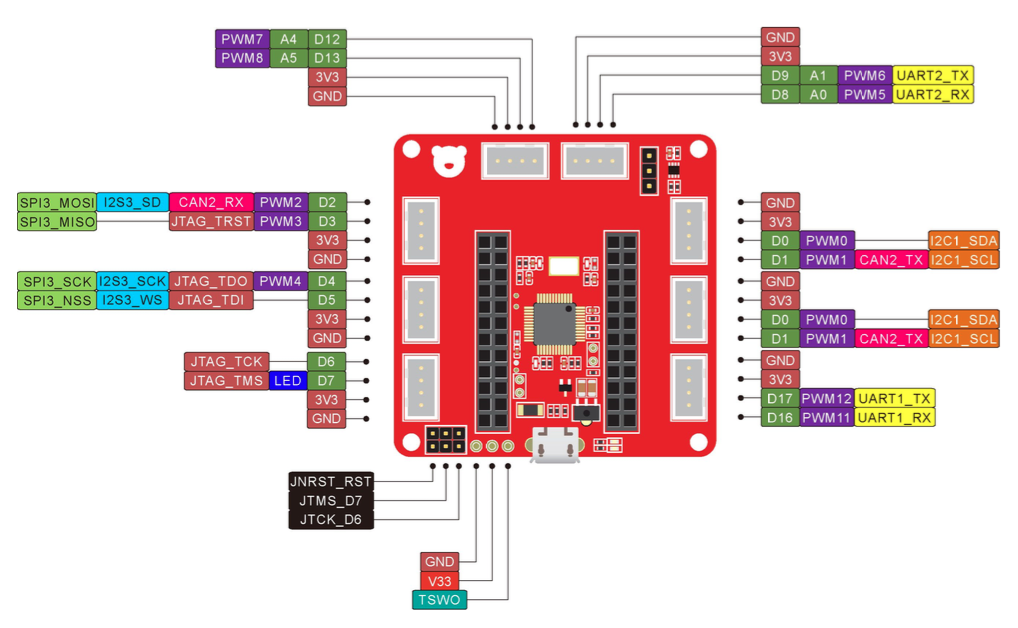 PWM7 A4 D12
PWM8 A5 D13
3V3
GND
GND
3V3
D9 A1 PWM6 UART2_TX
D8 A0 PWM5 UART2_RX
SPI3_MOSI I2S3_SD CAN2_RX PWM2 D2
SPI3_MISO JTAG_TRST PWM3 D3
3V3
GND
SPI3_SCK I2S3_SCK JTAG_TDO PWM4 D4
SPI3_NSS I2S3_WS JTAG_TDI D5
3V3
GND
JTAG_TCK D6
JTAG_TMS LED D7
3V3
GND
GND
3V3
D0 PWM0 I2C1_SDA
D1 PWM1 CAN2_TX I2C1_SCL
GND
3V3
D0 PWM0 I2C1_SDA
D1 PWM1 CAN2_TX I2C1_SCL
GND
3V3
D17 PWM12 UART1_TX
D16 PWM11 UART1_RX
JNRST_RST
JTMS_D7
JTCK_D6
GND
V33
TSWO